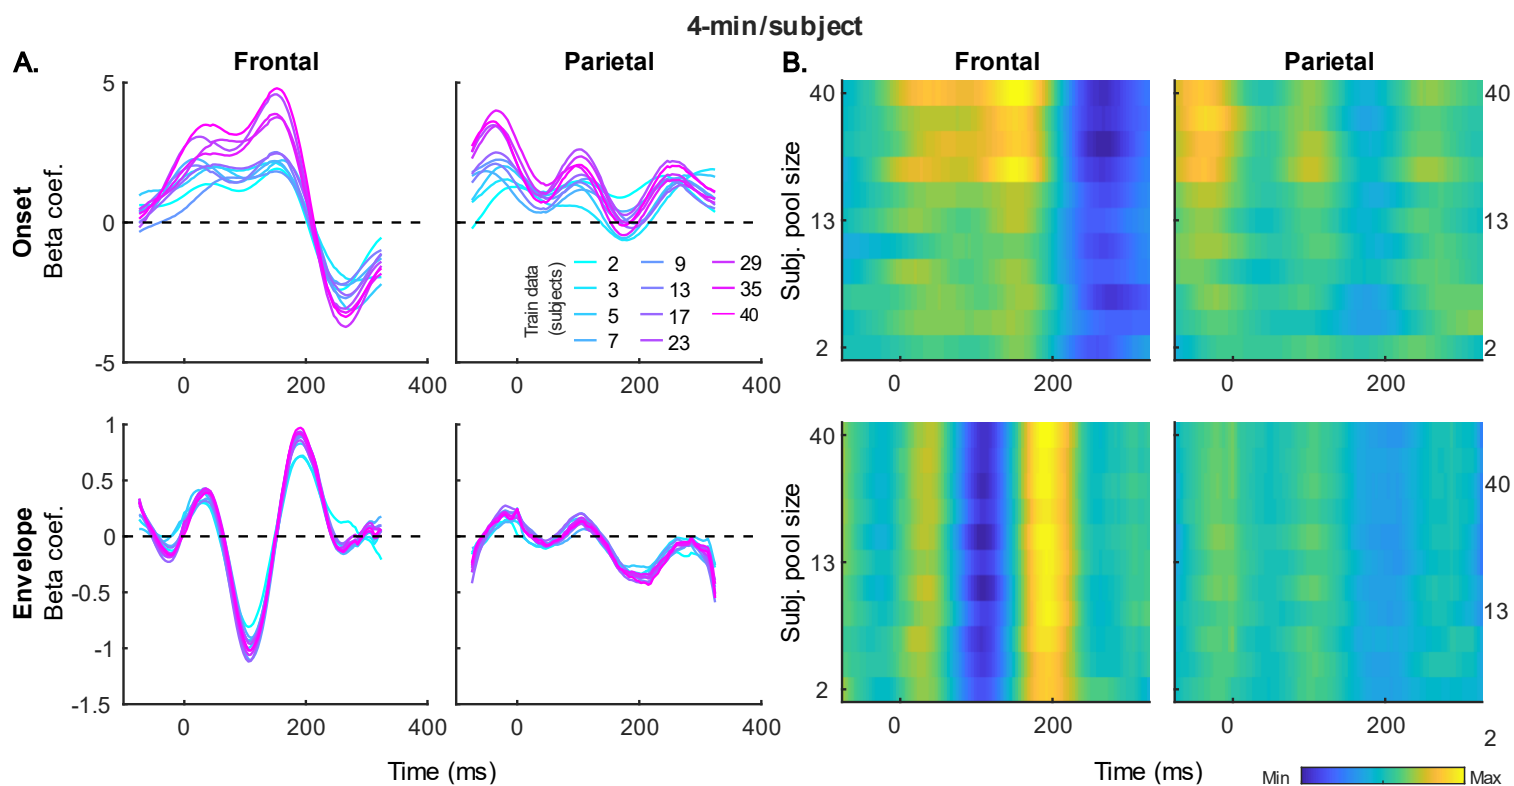 4-min/subject
A.
Frontal
Parietal
B.
Frontal
Parietal
Onset
Beta coef.
5
0
-5
0
200
400
0
200
400
Train data
(subjects)
2
3
5
7
9
13
17
23
29
35
40
Subj. pool size
40
13
2
0
200
0
200
40
13
2
Envelope
Beta coef.
1
0.5
0
-0.5
-1
-1.5
0
200
400
0
200
400
Time (ms)
Subj. pool size
40
13
2
0
200
0
200
40
13
2
Time (ms)
Min
Max